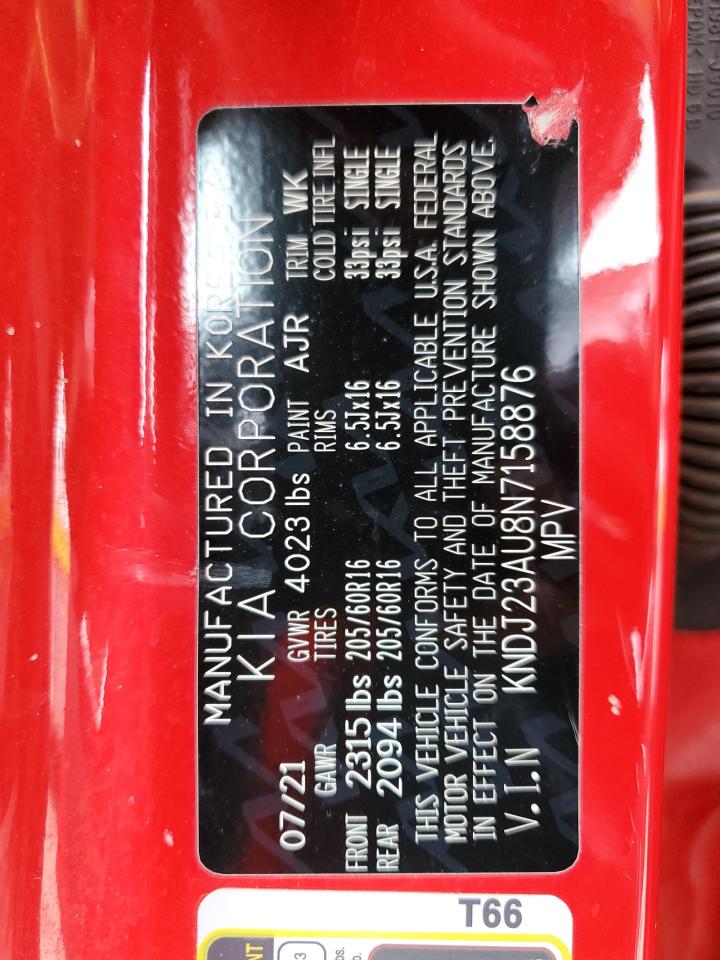 MANUFACTURED IN KOREA BY
KIA CORPORATION
07/21 GVWR 4023 lbs PAINT AJR TRIM WK
GAWR TIRES RIMS COLD TIRE INFL
FRONT 2315 lbs 205/60R16 6.5Jx16 33psi SINGLE
REAR 2094 lbs 205/60R16 6.5Jx16 33psi SINGLE
THIS VEHICLE CONFORMS TO ALL APPLICABLE U.S.A. FEDERAL
MOTOR VEHICLE SAFETY AND THEFT PREVENTION STANDARDS
IN EFFECT ON THE DATE OF MANUFACTURE SHOWN ABOVE.
V.I.N KNDJ23AU8N7158876
MPV
T66